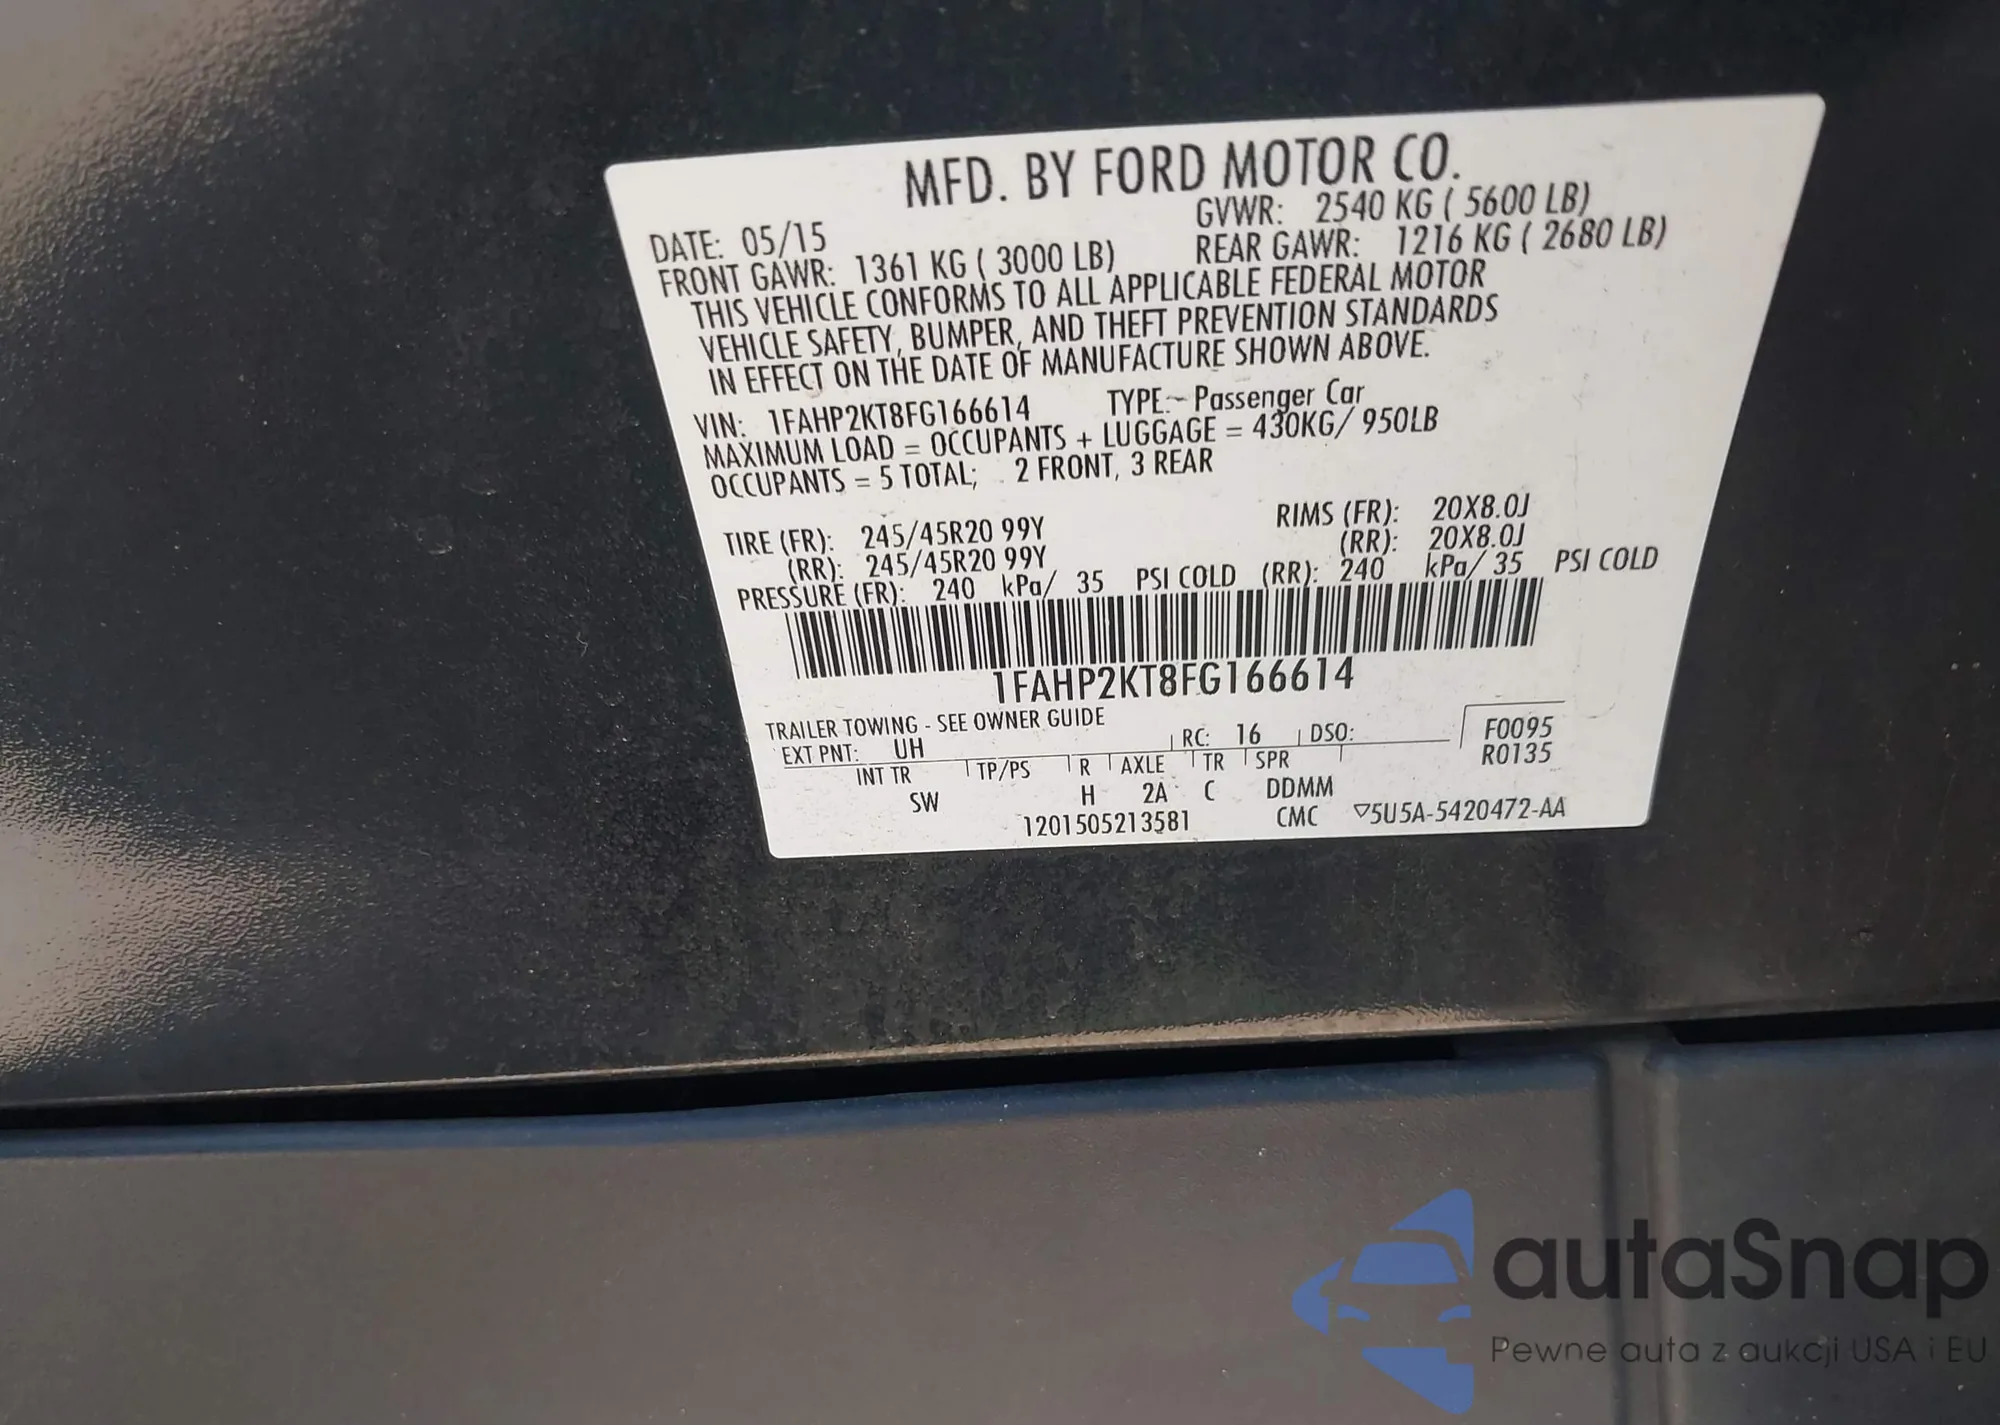 MFD. BY FORD MOTOR CO.
DATE: 05/15 GVWR: 2540 KG ( 5600 LB)
FRONT GAWR: 1361 KG ( 3000 LB) REAR GAWR: 1216 KG ( 2680 LB)
THIS VEHICLE CONFORMS TO ALL APPLICABLE FEDERAL MOTOR
VEHICLE SAFETY, BUMPER, AND THEFT PREVENTION STANDARDS
IN EFFECT ON THE DATE OF MANUFACTURE SHOWN ABOVE.
VIN: 1FAHP2KT8FG166614 TYPE:~ Passenger Car
MAXIMUM LOAD = OCCUPANTS + LUGGAGE = 430KG/ 950LB
OCCUPANTS = 5 TOTAL; 2 FRONT, 3 REAR
TIRE (FR): 245/45R20 99Y RIMS (FR): 20X8.0J
(RR): 245/45R20 99Y (RR): 20X8.0J
PRESSURE (FR): 240 kPa/ 35 PSI COLD (RR): 240 kPa/ 35 PSI COLD
1FAHP2KT8FG166614
TRAILER TOWING - SEE OWNER GUIDE
EXT PNT: UH RC: 16 DSO: F0095
INT TR TP/PS R AXLE TR SPR R0135
SW H 2A C DDMM
1201505213581 CMC ▽5U5A-5420472-AA
autaSnap
Pewne auta z aukcji USA i EU